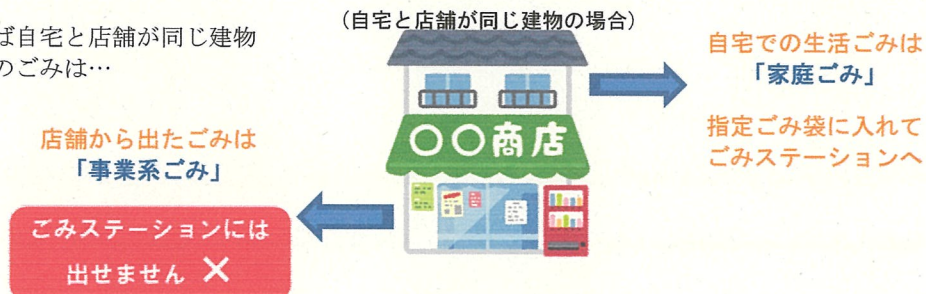 ば自宅と店舗が同じ建物
のごみは…
(自宅と店舗が同じ建物の場合)
店舗から出たごみは
「事業系ごみ」
ごみステーションには
出せません ×
〇〇商店
自宅での生活ごみは
「家庭ごみ」
指定ごみ袋に入れて
ごみステーションへ